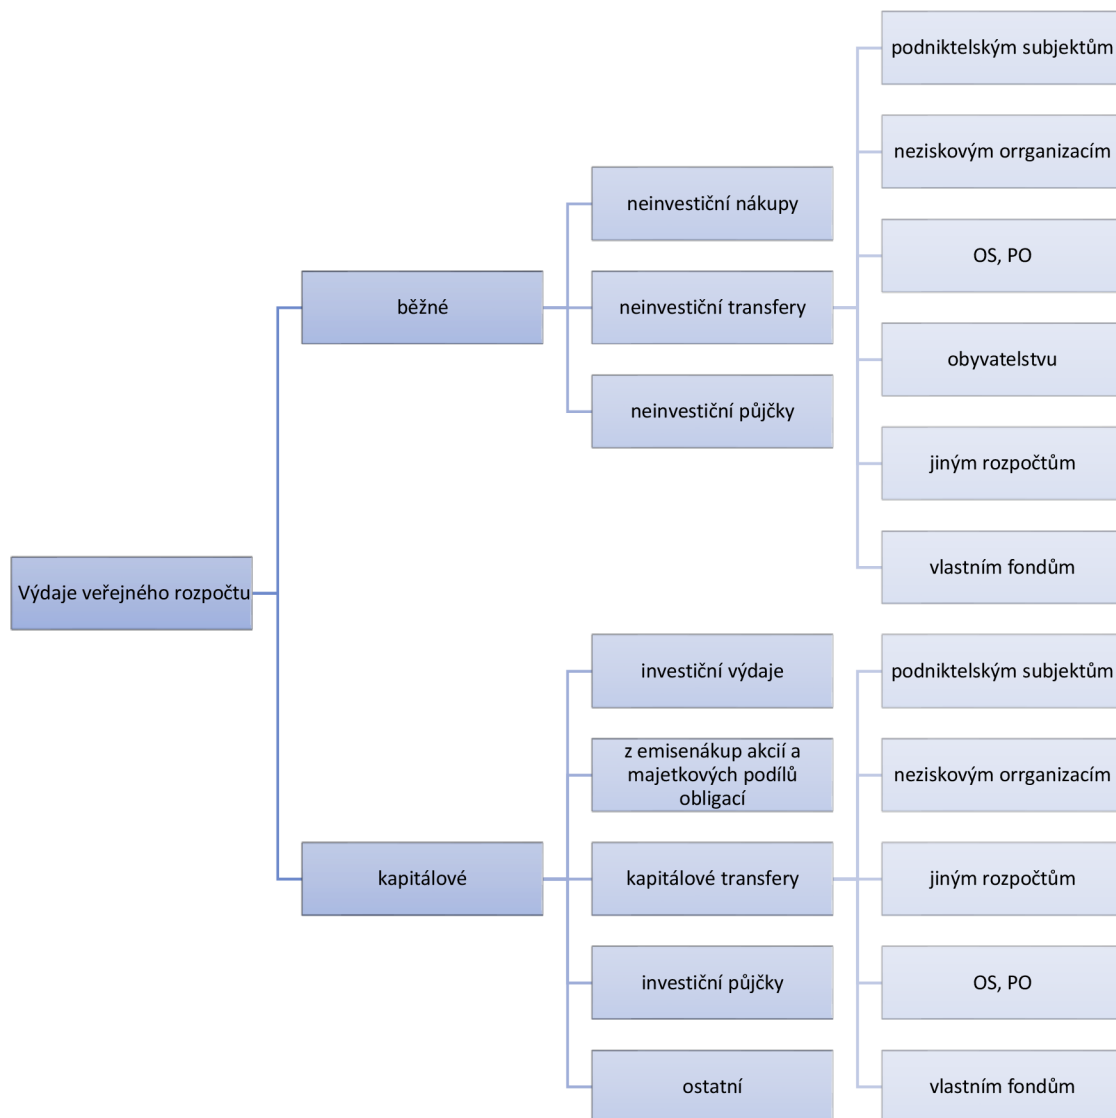 Výdaje veřejného rozpočtu
běžné
neinvestiční nákupy
neinvestiční transfery
podniktelským subjektům
neziskovým orrganizacím
OS, PO
obyvatelstvu
jiným rozpočtům
vlastním fondům
neinvestiční půjčky
kapitálové
investiční výdaje
z emisenákup akcií a
majetkových podílů
obligací
kapitálové transfery
podniktelským subjektům
neziskovým orrganizacím
jiným rozpočtům
OS, PO
vlastním fondům
investiční půjčky
ostatní